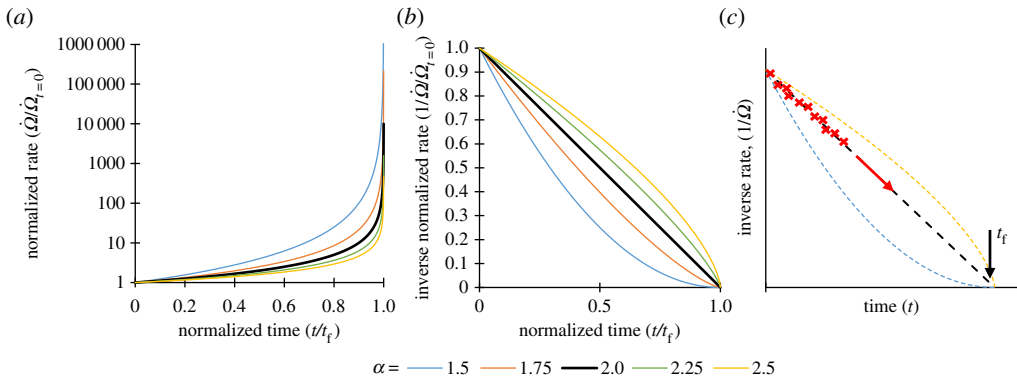 (a)
(b)
(c)
normalized rate (Ω̇/Ω̇t=0)
1000 000
100 000
10 000
1000
100
10
1
0
0.2
0.4
0.6
0.8
1.0
normalized time (t/tf)
inverse normalized rate (1/Ω̇/Ω̇t=0)
1.0
0.9
0.8
0.7
0.6
0.5
0.4
0.3
0.2
0.1
0
0
0.5
1.0
normalized time (t/tf)
inverse rate, (1/Ω̇)
tf
time (t)
α = 1.5 1.75 2.0 2.25 2.5